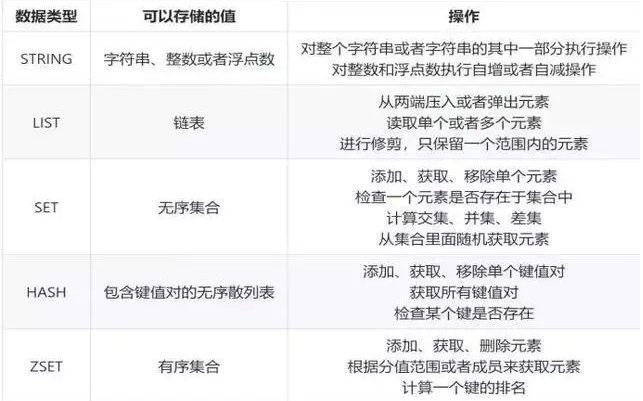 数据类型 可以存储的值 操作
STRING 字符串、整数或者浮点数 对整个字符串或者字符串的其中一部分执行操作
对整数和浮点数执行自增或者自减操作
LIST 链表 从两端压入或者弹出元素
读取单个或者多个元素
进行修剪，只保留一个范围内的元素
SET 无序集合 添加、获取、移除单个元素
检查一个元素是否存在于集合中
计算交集、并集、差集
从集合里面随机获取元素
HASH 包含键值对的无序散列表 添加、获取、移除单个键值对
获取所有键值对
检查某个键是否存在
ZSET 有序集合 添加、获取、删除元素
根据分值范围或者成员来获取元素
计算一个键的排名